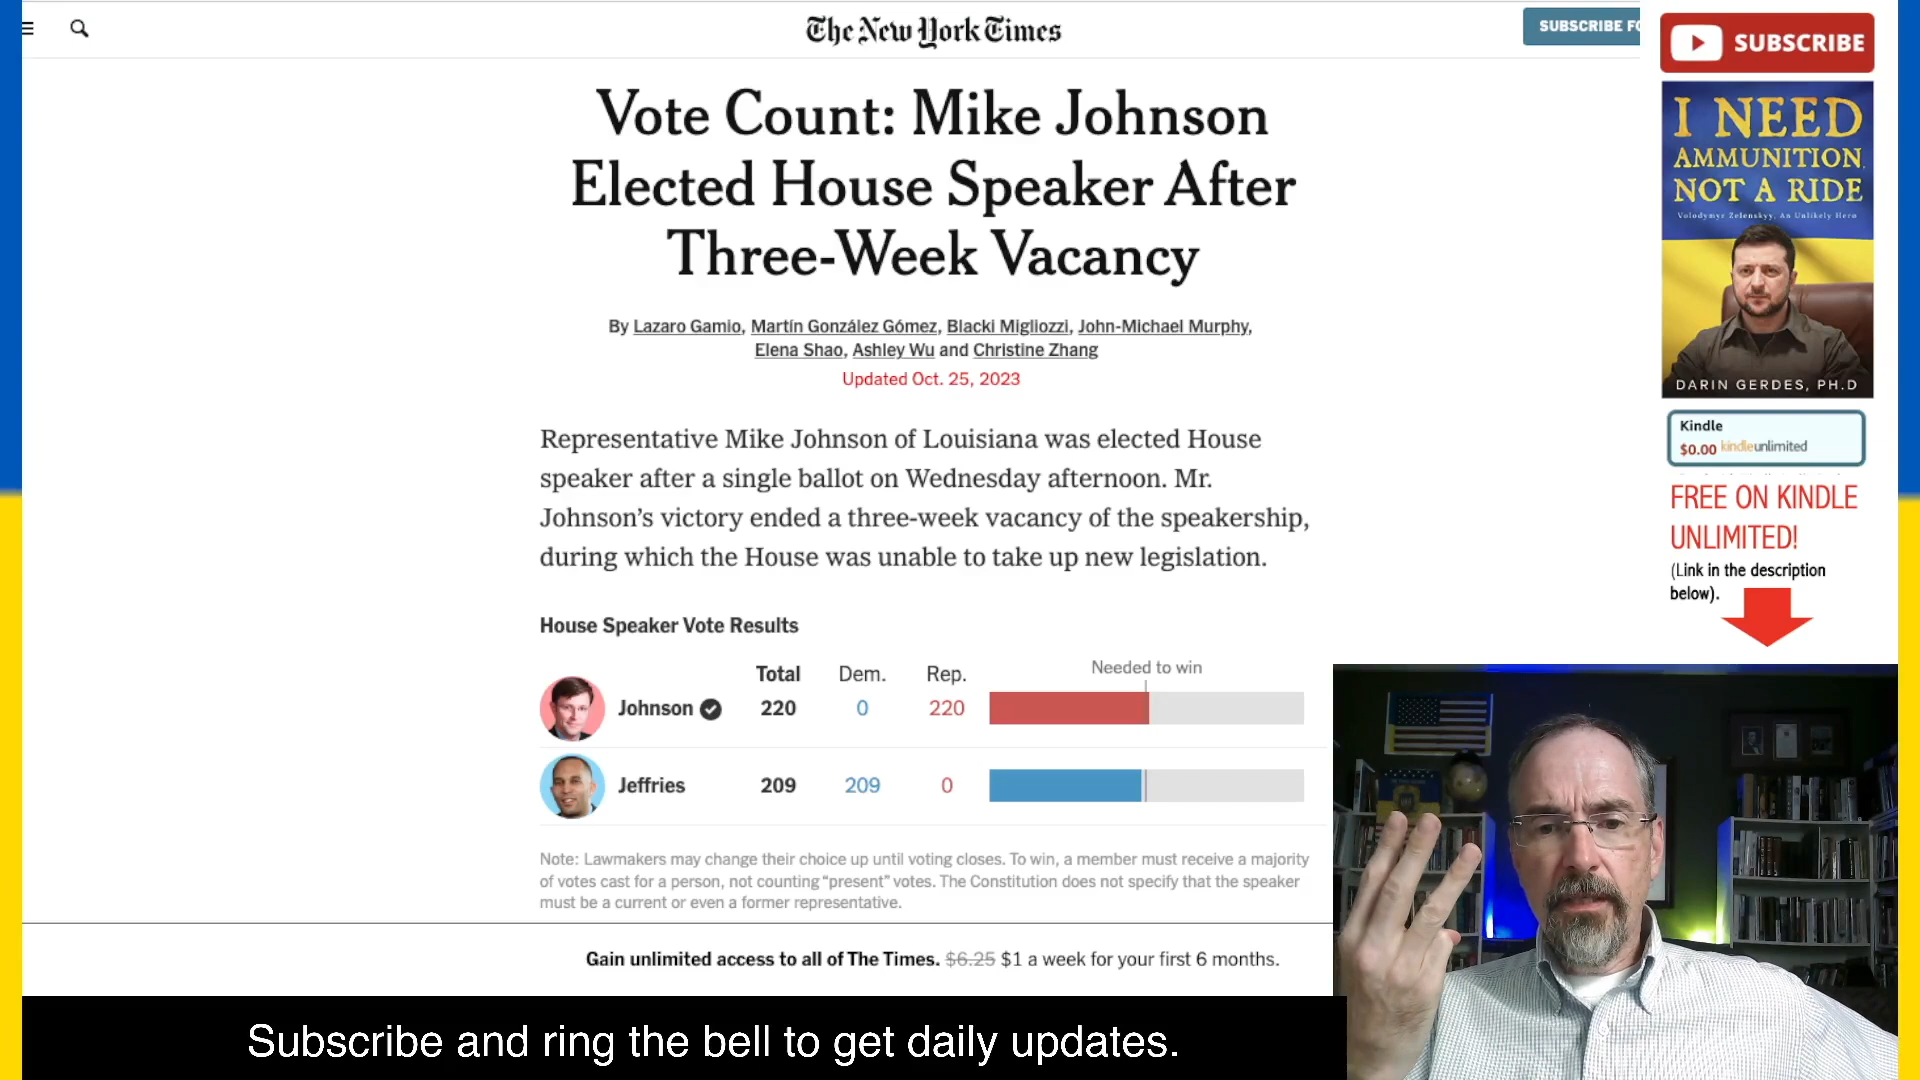 The New York Times
SUBSCRIBE FO
SUBSCRIBE
Vote Count: Mike Johnson
Elected House Speaker After
Three-Week Vacancy
By Lazaro Gamio, Martín González Gómez, Blacki Migliozzi, John-Michael Murphy,
Elena Shao, Ashley Wu and Christine Zhang
Updated Oct. 25, 2023
Representative Mike Johnson of Louisiana was elected House
speaker after a single ballot on Wednesday afternoon. Mr.
Johnson’s victory ended a three-week vacancy of the speakership,
during which the House was unable to take up new legislation.
House Speaker Vote Results
Total Dem. Rep. Needed to win
Johnson 220 0 220
Jeffries 209 209 0
Note: Lawmakers may change their choice up until voting closes. To win, a member must receive a majority
of votes cast for a person, not counting “present” votes. The Constitution does not specify that the speaker
must be a current or even a former representative.
Gain unlimited access to all of The Times. $6.25 $1 a week for your first 6 months.
Subscribe and ring the bell to get daily updates.
I NEED
AMMUNITION,
NOT A RIDE
Volodymyr Zelenskyy, An Unlikely Hero
DARIN GERDES, PH.D
Kindle
$0.00 kindleunlimited
FREE ON KINDLE
UNLIMITED!
(Link in the description
below).